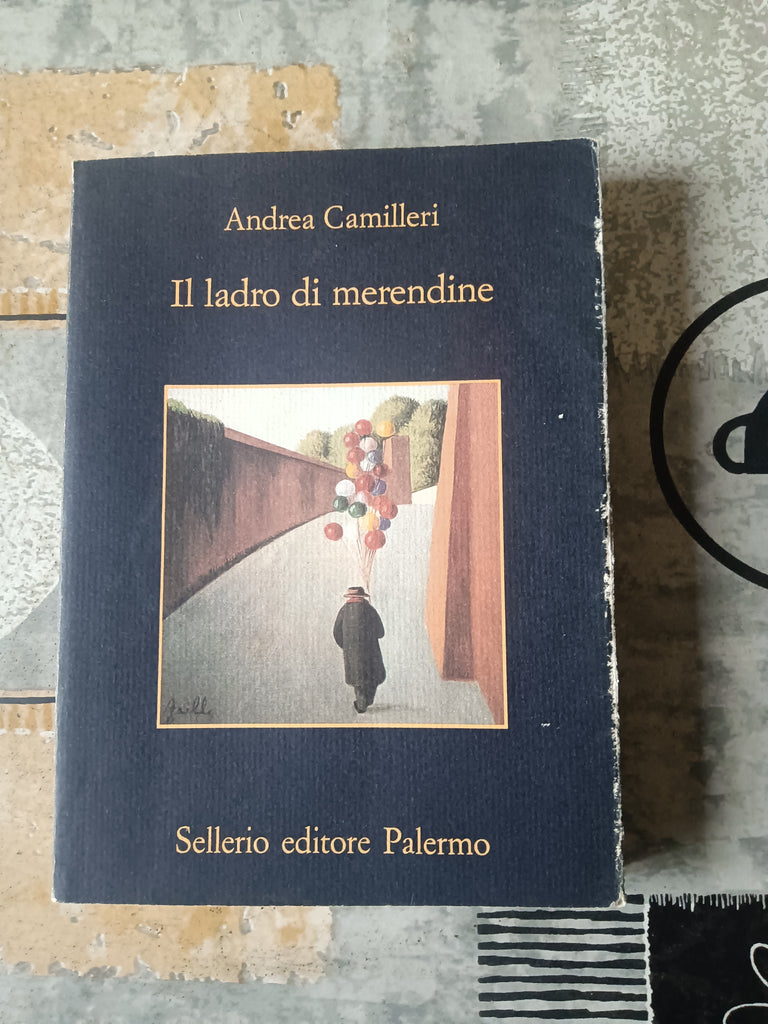 Andrea Camilleri
Il ladro di merendine
Sellerio editore Palermo